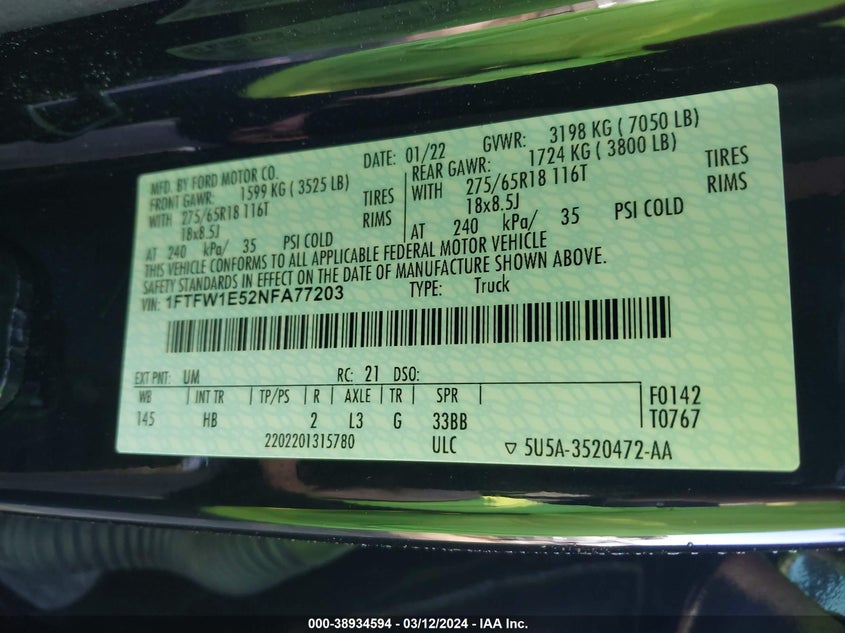 MFD. BY FORD MOTOR CO.
DATE: 01/22
GVWR: 3198 KG ( 7050 LB)
FRONT GAWR: 1599 KG ( 3525 LB)
REAR GAWR: 1724 KG ( 3800 LB)
WITH 275/65R18 116T TIRES
WITH 275/65R18 116T TIRES
18x8.5J RIMS
18x8.5J RIMS
AT 240 kPa/ 35 PSI COLD
AT 240 kPa/ 35 PSI COLD
THIS VEHICLE CONFORMS TO ALL APPLICABLE FEDERAL MOTOR VEHICLE
SAFETY STANDARDS IN EFFECT ON THE DATE OF MANUFACTURE SHOWN ABOVE.
VIN: 1FTFW1E52NFA77203
TYPE: Truck
EXT PNT: UM RC: 21 DSO:
WB INT TR TP/PS R AXLE TR SPR
145 HB 2 L3 G 33BB
F0142
T0767
2202201315780 ULC ▽ 5U5A-3520472-AA
000-38934594 - 03/12/2024 - IAA Inc.